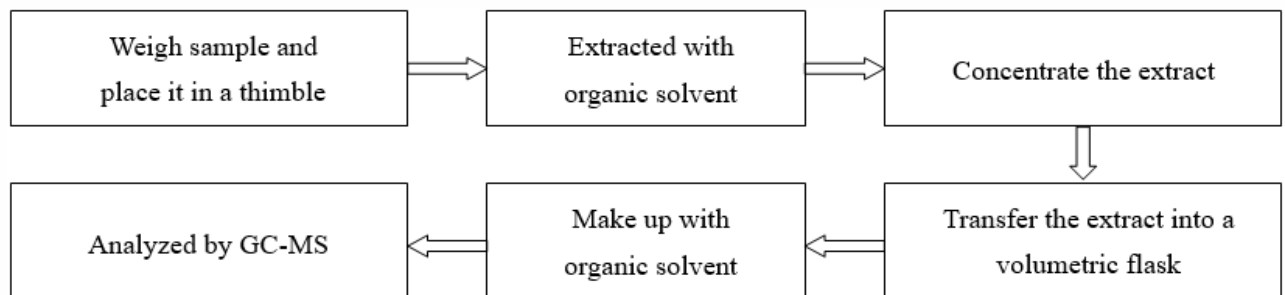 Weigh sample and
place it in a thimble
Extracted with
organic solvent
Concentrate the extract
Transfer the extract into a
volumetric flask
Make up with
organic solvent
Analyzed by GC-MS